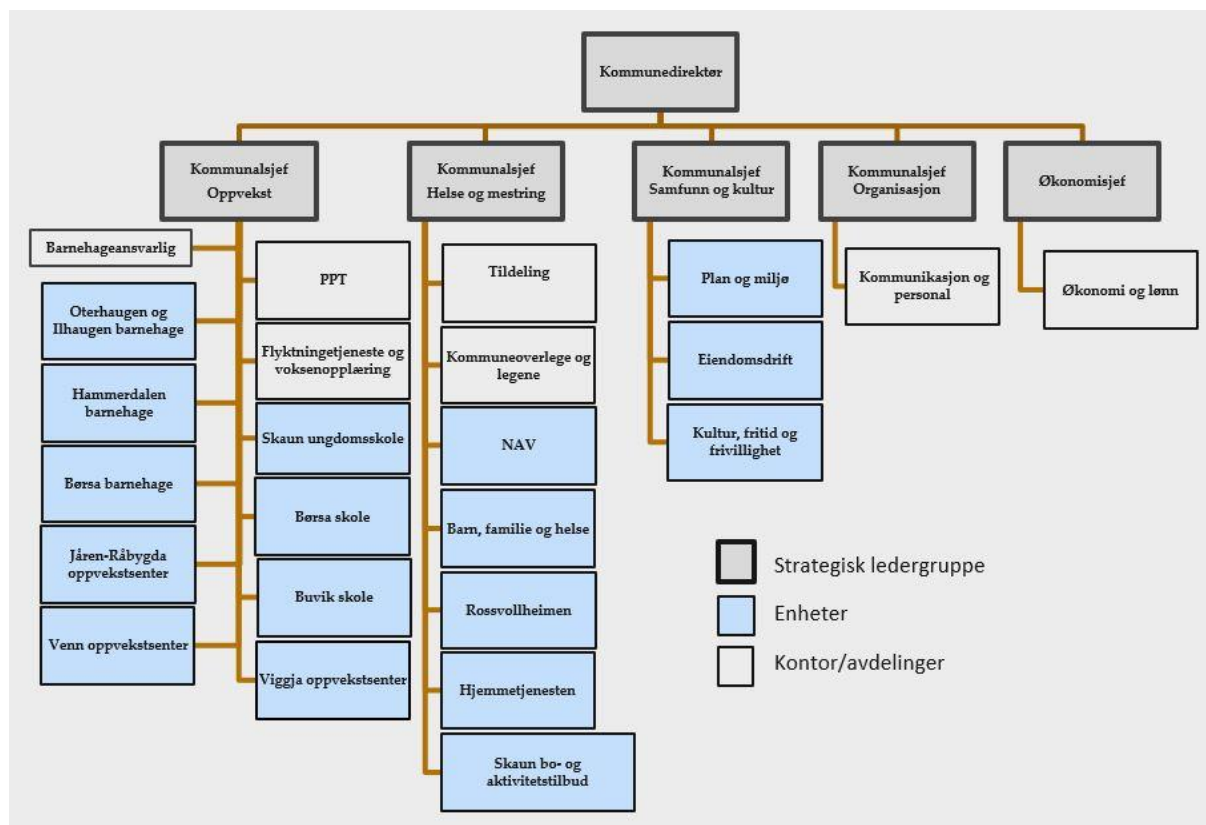 Kommunedirektør
Kommunalsjef
Oppvekst
Kommunalsjef
Helse og mestring
Kommunalsjef
Samfunn og kultur
Kommunalsjef
Organisasjon
Økonomisjef
Barnehageansvarlig
Oterhaugen og
Ilhaugen barnehage
Hammerdalen
barnehage
Børsa barnehage
Jåren-Råbygda
oppvekstsenter
Venn oppvekstsenter
PPT
Flyktningetjeneste og
voksenopplæring
Skaun ungdomsskole
Børsa skole
Buvik skole
Viggja oppvekstsenter
Tildeling
Kommuneoverlege og
legene
NAV
Barn, familie og helse
Rossvollheimen
Hjemmetjenesten
Skaun bo- og
aktivitetstilbud
Plan og miljø
Eiendomsdrift
Kultur, fritid og
frivillighet
Kommunikasjon og
personal
Økonomi og lønn
Strategisk ledergruppe
Enheter
Kontor/avdelinger